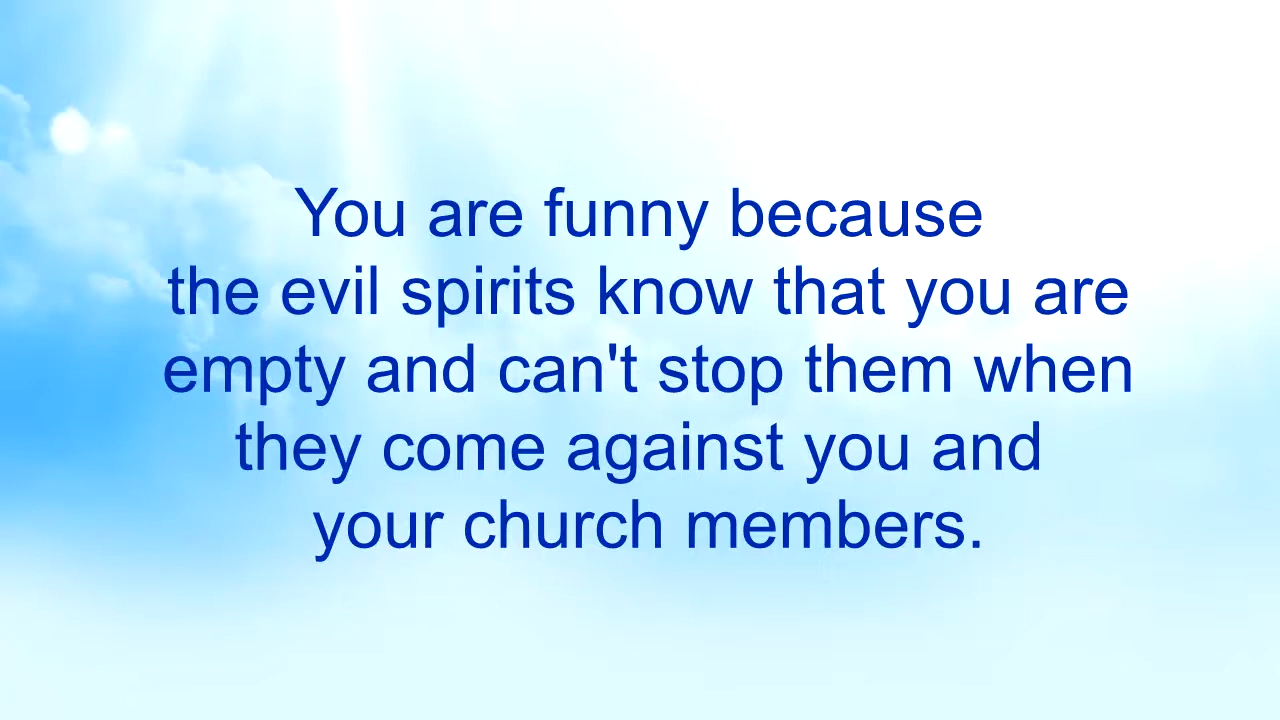 You are funny because
the evil spirits know that you are
empty and can't stop them when
they come against you and
your church members.